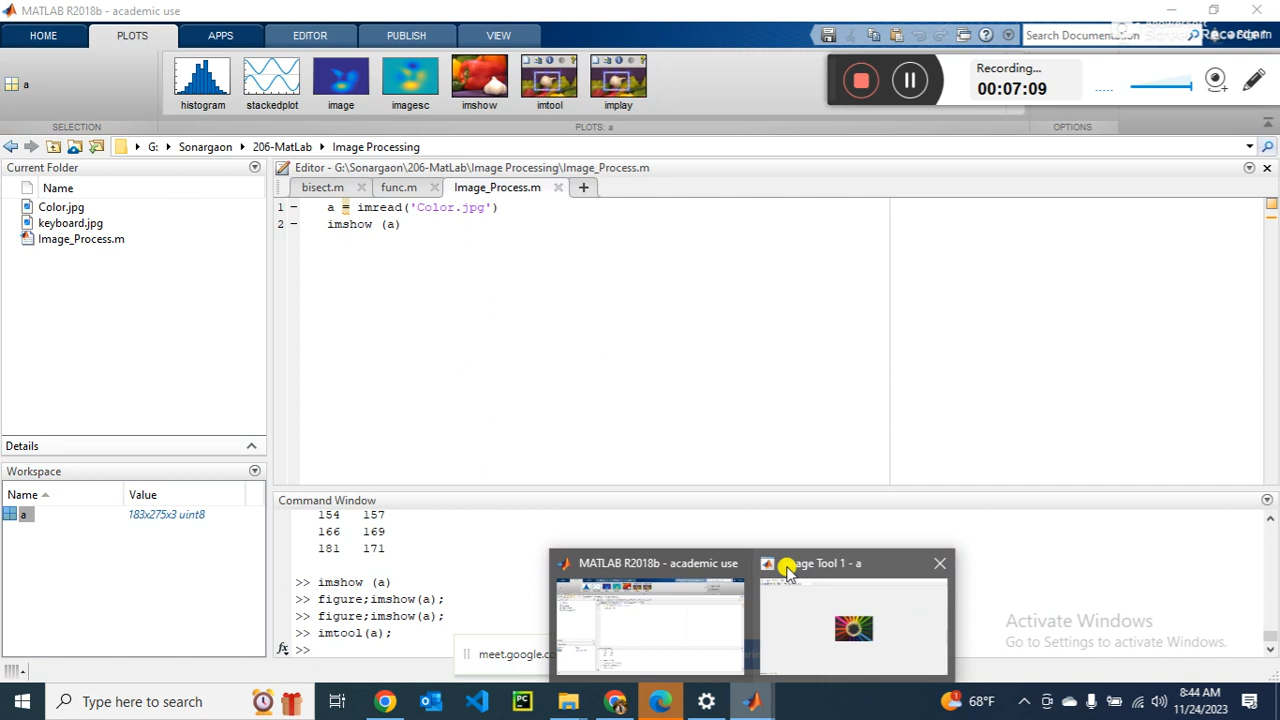 MATLAB R2018b - academic use
HOME PLOTS APPS EDITOR PUBLISH VIEW Search Documentation
a
histogram stackedplot image imagesc imshow imtool implay
Recording...
00:07:09
SELECTION PLOTS: a OPTIONS
G: Sonargaon 206-MatLab Image Processing
Current Folder
Editor - G:\Sonargaon\206-MatLab\Image Processing\Image_Process.m
Name
bisect.m func.m Image_Process.m
Color.jpg
keyboard.jpg
Image_Process.m
1 a = imread('Color.jpg')
2 imshow (a)
Details
Workspace
Name Value
a 183x275x3 uint8
Command Window
154 157
166 169
181 171
>> imshow (a)
>> figure;imshow(a);
>> figure;imshow(a);
>> imtool(a);
>>
meet.google.co
MATLAB R2018b - academic use
Tool 1 - a
Activate Windows
Go to Settings to activate Windows.
Type here to search
68°F
8:44 AM
11/24/2023